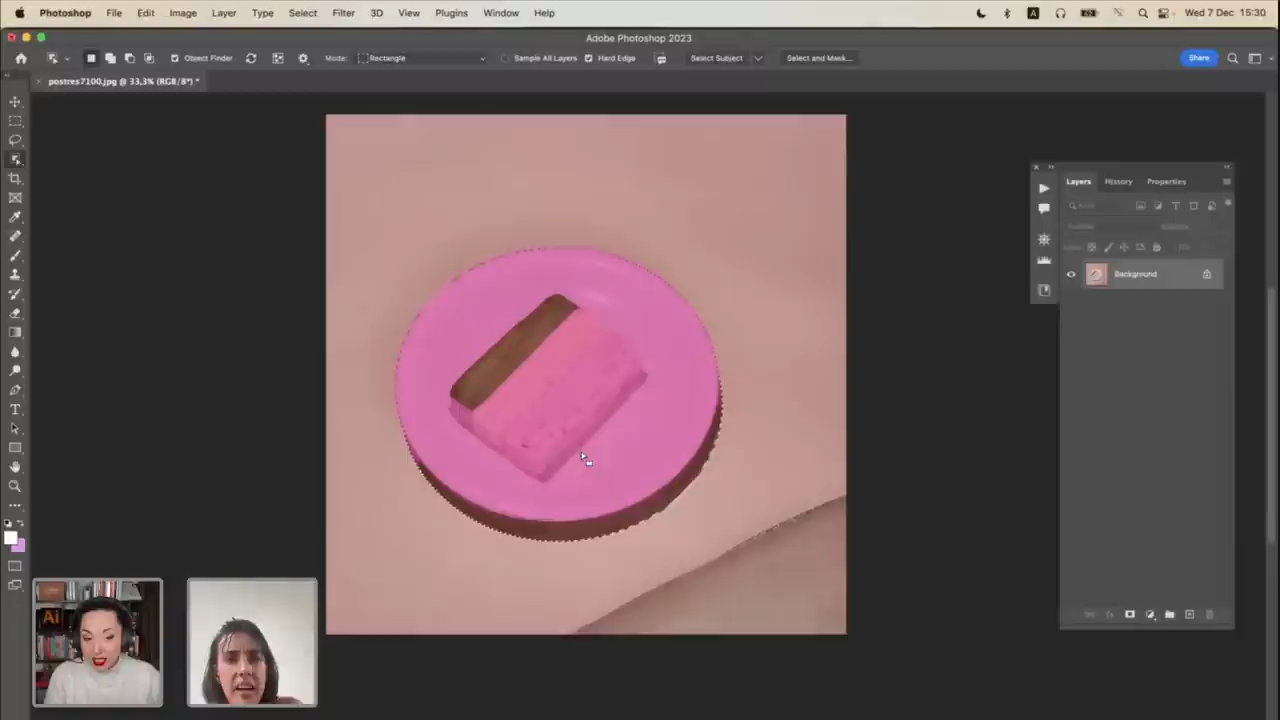 Photoshop File Edit Image Layer Type Select Filter 3D View Plugins Window Help A Wed 7 Dec 15:30
Adobe Photoshop 2023
Object Finder Mode: Rectangle Sample All Layers Hard Edge Select Subject Select and Mask... Share
postres7100.jpg @ 33,3% (RGB/8*) *
Layers History Properties
Background
Ai